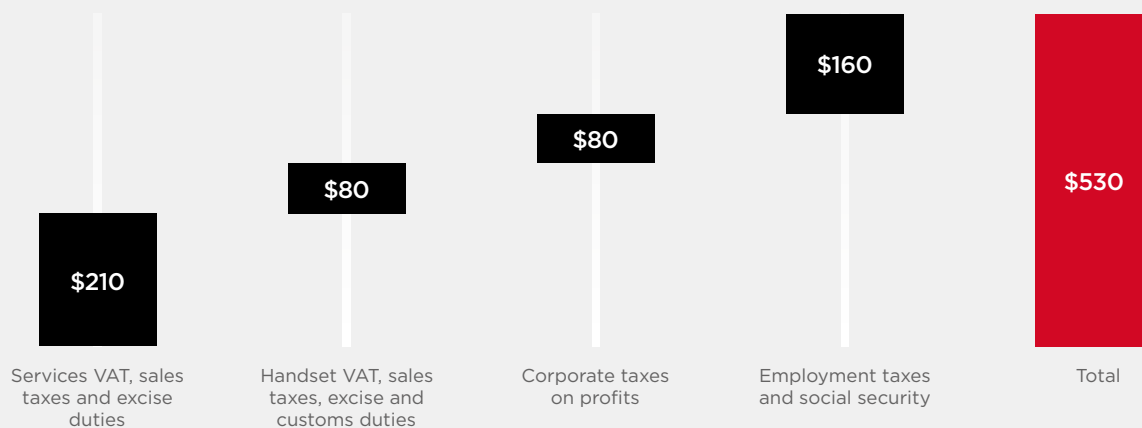 $160
$530
$80
$80
$210
Services VAT, sales
taxes and excise
duties
Handset VAT, sales
taxes, excise and
customs duties
Corporate taxes
on profits
Employment taxes
and social security
Total